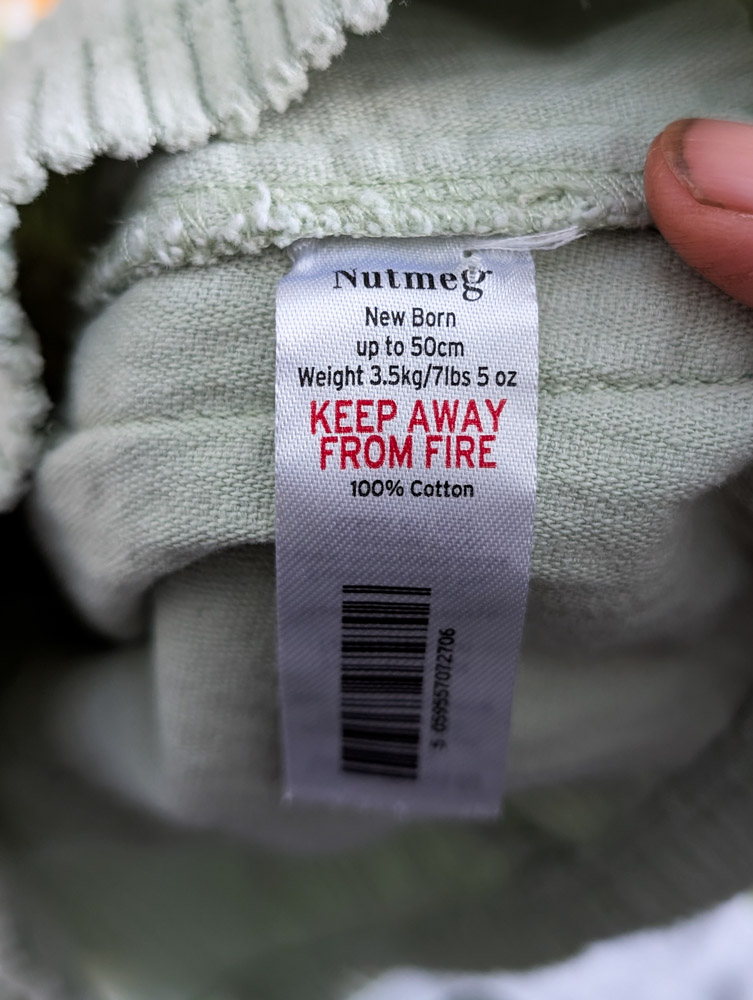 Nutmeg
New Born
up to 50cm
Weight 3.5kg/7lbs 5 oz
KEEP AWAY
FROM FIRE
100% Cotton
5 059557072706